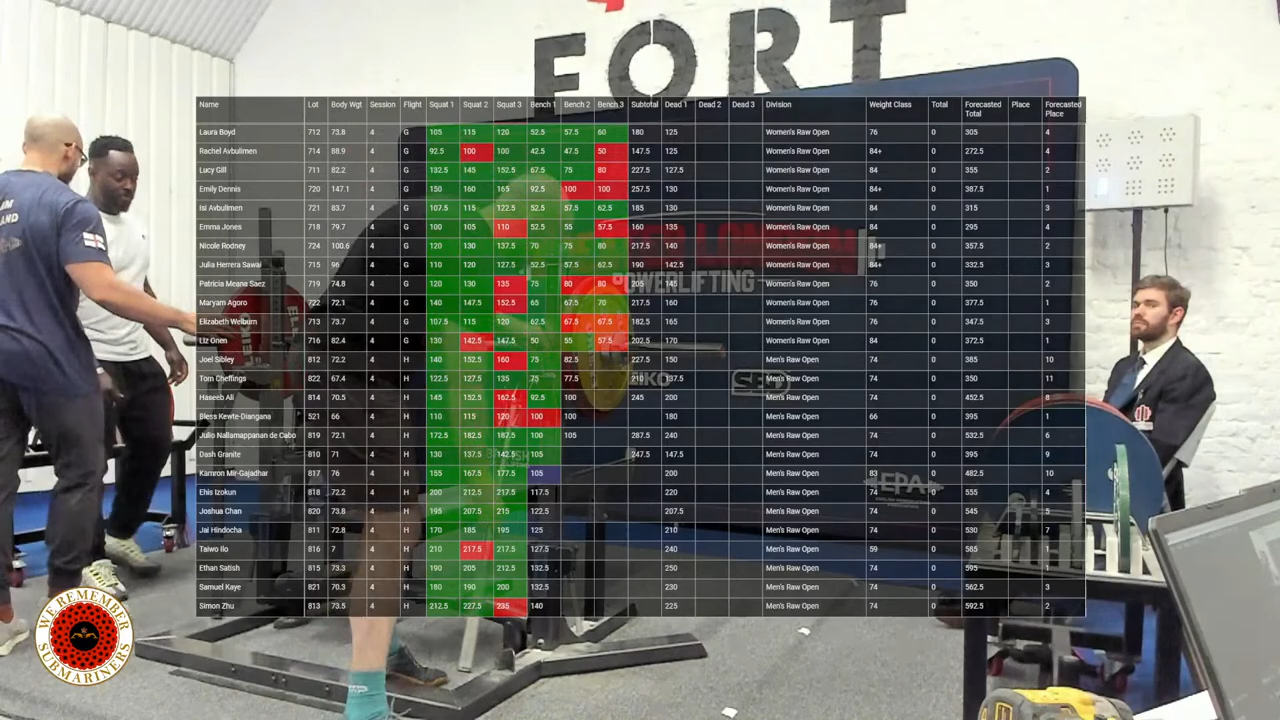 FORT
Name Lot Body Wgt Session Flight Squat 1 Squat 2 Squat 3 Bench 1 Bench 2 Bench 3 Subtotal Dead 1 Dead 2 Dead 3 Division Weight Class Total Forecasted Total Place Forecasted Place
Laura Boyd 712 73.8 4 G 105 115 120 52.5 57.5 60 180 125 Women's Raw Open 76 0 305 4
Rachel Avbulimen 714 88.9 4 G 92.5 100 100 42.5 47.5 50 147.5 125 Women's Raw Open 84+ 0 272.5 4
Lucy Gill 711 82.2 4 G 132.5 145 152.5 67.5 75 80 227.5 127.5 Women's Raw Open 84 0 355 2
Emily Dennis 720 147.1 4 G 150 160 165 92.5 100 100 257.5 130 Women's Raw Open 84+ 0 387.5 1
Isi Avbulimen 721 83.7 4 G 107.5 115 122.5 52.5 57.5 62.5 185 130 Women's Raw Open 84 0 315 3
Emma Jones 718 79.7 4 G 100 105 110 52.5 55 57.5 160 135 Women's Raw Open 84 0 295 4
Nicole Rodney 724 100.6 4 G 120 130 137.5 70 75 80 217.5 140 Women's Raw Open 84+ 0 357.5 2
Julia Herrera Sawai 715 96 4 G 110 120 127.5 52.5 57.5 62.5 190 142.5 Women's Raw Open 84+ 0 332.5 3
Patricia Meana Saez 719 74.8 4 G 120 130 135 75 80 80 205 145 Women's Raw Open 76 0 350 2
Maryam Agoro 722 72.1 4 G 140 147.5 152.5 65 67.5 70 217.5 160 Women's Raw Open 76 0 377.5 1
Elizabeth Welburn 713 73.7 4 G 107.5 115 120 62.5 67.5 67.5 182.5 165 Women's Raw Open 76 0 347.5 3
Liz Gnen 716 82.4 4 G 130 142.5 147.5 50 55 57.5 202.5 170 Women's Raw Open 84 0 372.5 1
Joel Sibley 812 72.2 4 H 140 152.5 160 75 82.5 227.5 150 Men's Raw Open 74 0 385 10
Tom Cheffings 822 67.4 4 H 122.5 127.5 135 75 77.5 210 137.5 Men's Raw Open 74 0 350 11
Haseeb Ali 814 70.5 4 H 145 152.5 162.5 92.5 100 245 200 Men's Raw Open 74 0 452.5 8
Bless Kewte-Diangana 521 66 4 H 110 115 120 100 100 180 Men's Raw Open 66 0 395 1
Julio Nallamappanan de Cabo 819 72.1 4 H 172.5 182.5 187.5 100 105 287.5 240 Men's Raw Open 74 0 532.5 6
Dash Granite 810 71 4 H 130 137.5 142.5 105 247.5 147.5 Men's Raw Open 74 0 395 9
Kamron Mir-Gajadhar 817 76 4 H 155 167.5 177.5 105 200 Men's Raw Open 83 0 482.5 10
Ehis Izokun 818 72.2 4 H 200 212.5 217.5 117.5 220 Men's Raw Open 74 0 555 4
Joshua Chan 820 73.8 4 H 195 207.5 215 122.5 207.5 Men's Raw Open 74 0 545 5
Jai Hindocha 811 72.8 4 H 170 185 195 125 210 Men's Raw Open 74 0 530 7
Taiwo Ilo 816 7 4 H 210 217.5 217.5 127.5 240 Men's Raw Open 59 0 585 1
Ethan Satish 815 73.3 4 H 190 205 212.5 132.5 250 Men's Raw Open 74 0 595 1
Samuel Kaye 821 70.3 4 H 180 190 200 132.5 230 Men's Raw Open 74 0 562.5 3
Simon Zhu 813 73.5 4 H 212.5 227.5 235 140 225 Men's Raw Open 74 0 592.5 2
POWERLIFTING
SBD
EPA
WE REMEMBER
SUBMARINERS